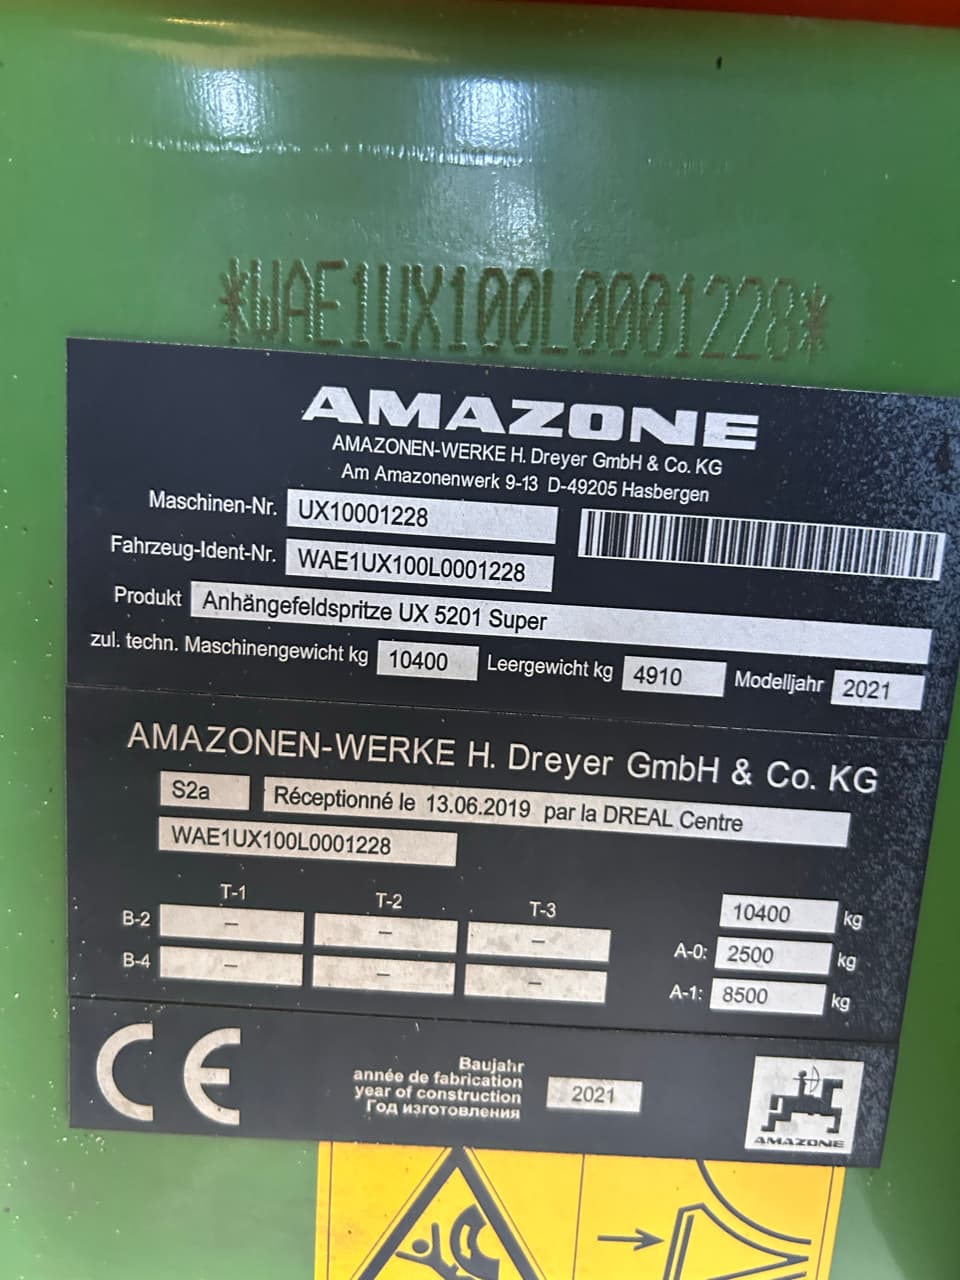 *WAE1UX100L0001228*
AMAZONE
AMAZONEN-WERKE H. Dreyer GmbH & Co. KG
Am Amazonenwerk 9-13 D-49205 Hasbergen
Maschinen-Nr. UX10001228
Fahrzeug-Ident-Nr. WAE1UX100L0001228
Produkt Anhängefeldspritze UX 5201 Super
zul. techn. Maschinengewicht kg 10400 Leergewicht kg 4910 Modelljahr 2021
AMAZONEN-WERKE H. Dreyer GmbH & Co. KG
S2a Réceptionné le 13.06.2019 par la DREAL Centre
WAE1UX100L0001228
T-1 T-2 T-3 10400 kg
B-2 – – – A-0: 2500 kg
B-4 – – – A-1: 8500 kg
CE
Baujahr
année de fabrication
year of construction 2021
Год изготовления
AMAZONE